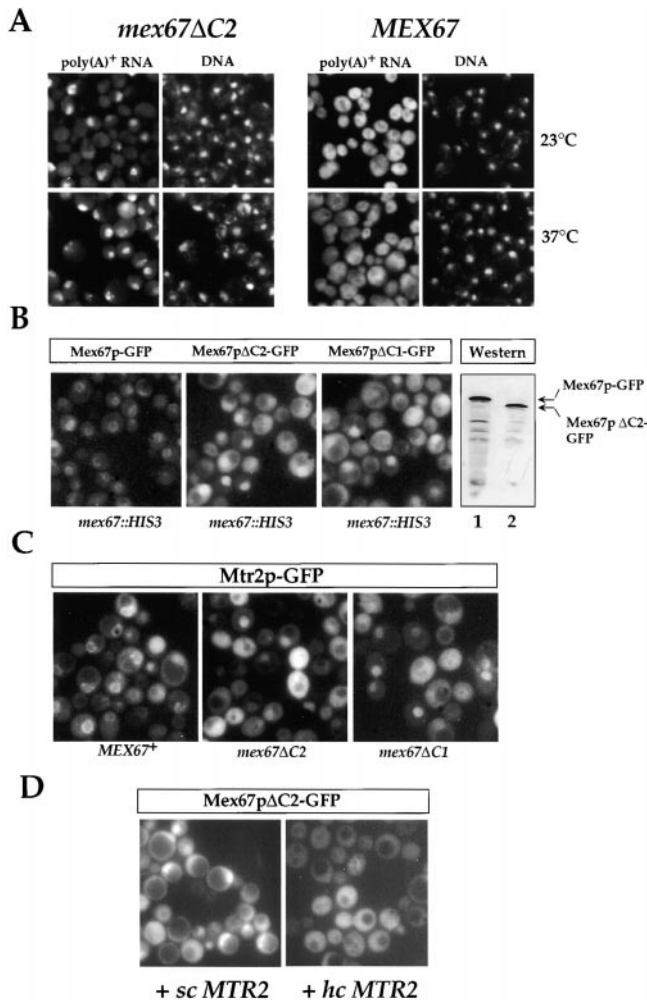 A
mex67ΔC2 MEX67
poly(A)+ RNA DNA poly(A)+ RNA DNA
23°C
37°C
B
Mex67p-GFP Mex67pΔC2-GFP Mex67pΔC1-GFP Western
Mex67p-GFP
Mex67p ΔC2-
GFP
mex67::HIS3 mex67::HIS3 mex67::HIS3 1 2
C
Mtr2p-GFP
MEX67+ mex67ΔC2 mex67ΔC1
D
Mex67pΔC2-GFP
+ sc MTR2 + hc MTR2